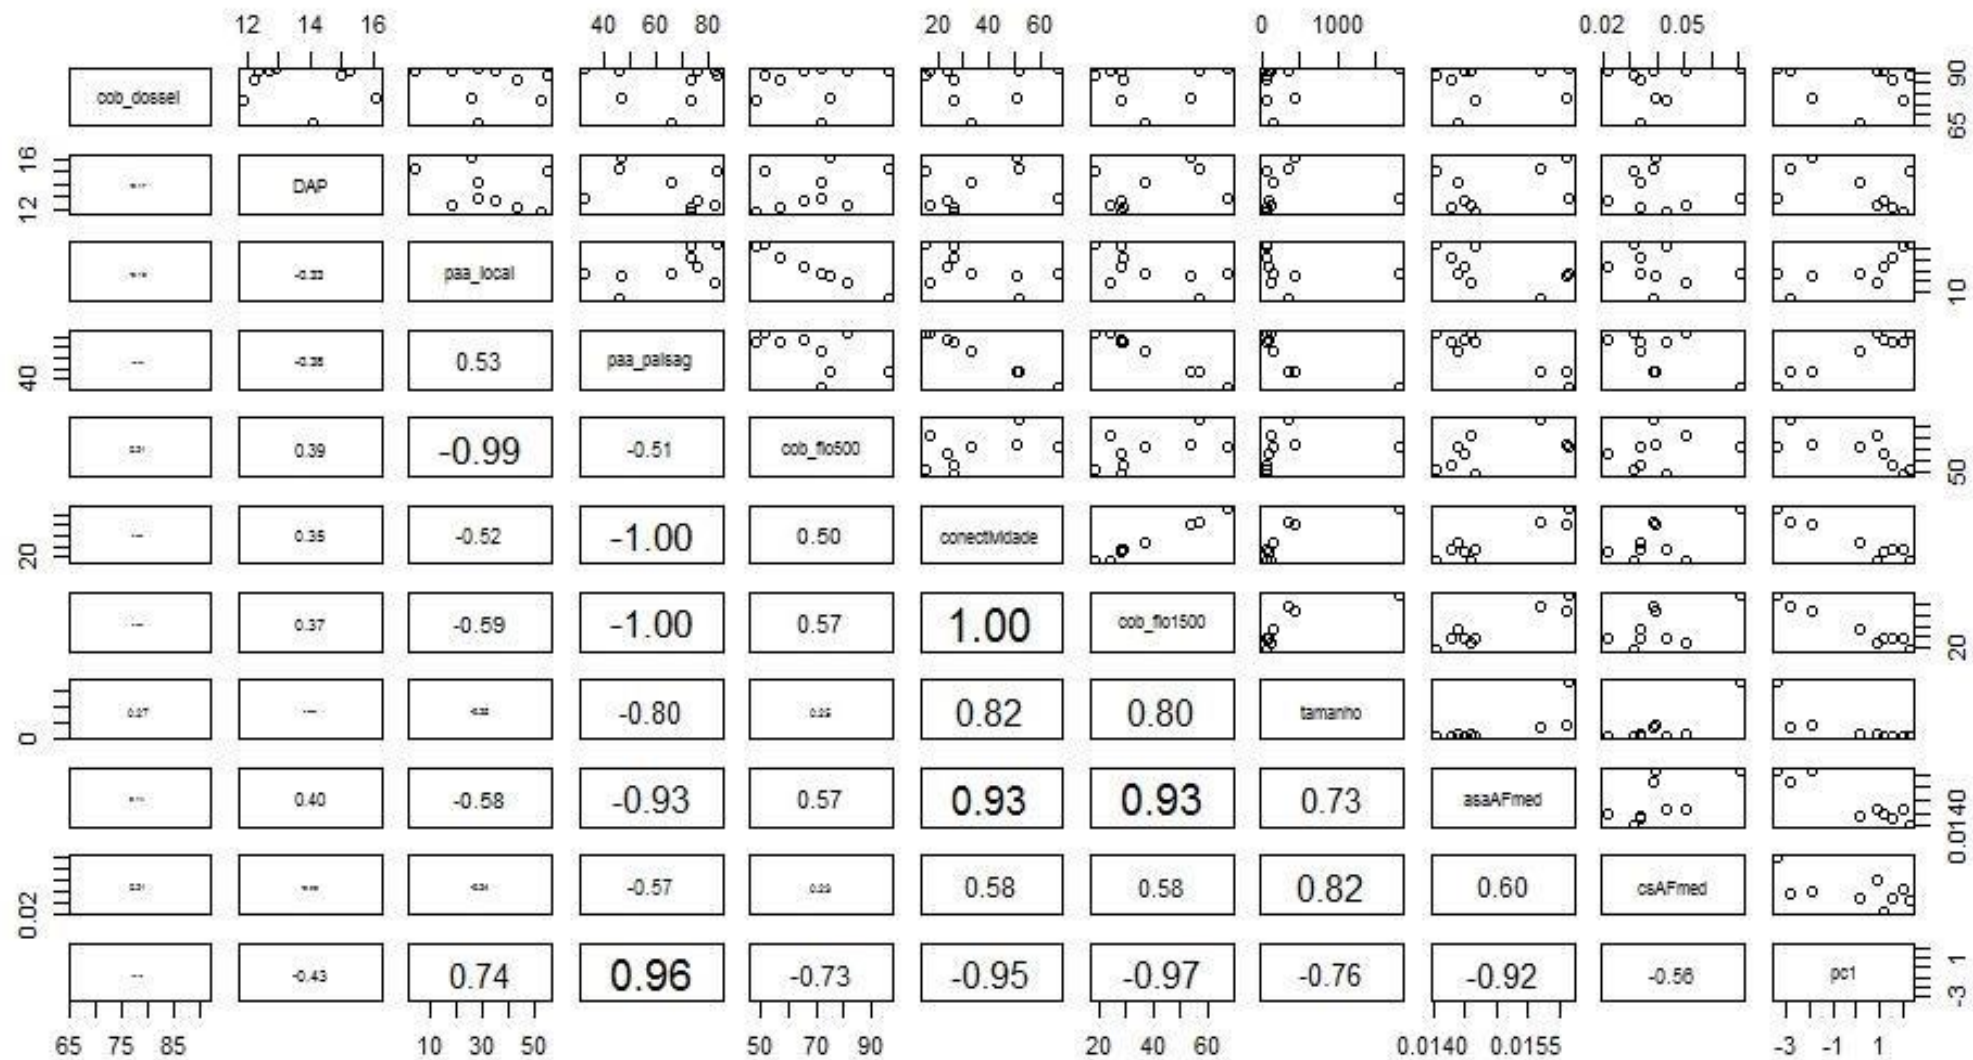 12 14 16 40 60 80 20 40 60 0 1000 0.02 0.05
cob_dossel 65 90
12 16 DAP
-0.33 paa_local 10
40 -0.35 0.53 paa_paisag
0.39 -0.99 -0.51 cob_flo500 50
20 0.35 -0.52 -1.00 0.50 conectividade
0.37 -0.59 -1.00 0.57 1.00 cob_flo1500 20
0 0.27 -0.80 0.25 0.82 0.80 tamanho
0.40 -0.58 -0.93 0.57 0.93 0.93 0.73 asaAFmed 0.0140
0.02 -0.57 0.58 0.58 0.82 0.60 csAFmed
-0.43 0.74 0.96 -0.73 -0.95 -0.97 -0.76 -0.92 -0.56 pc1 -3 1
65 75 85 10 30 50 50 70 90 20 40 60 0.0140 0.0155 -3 -1 1